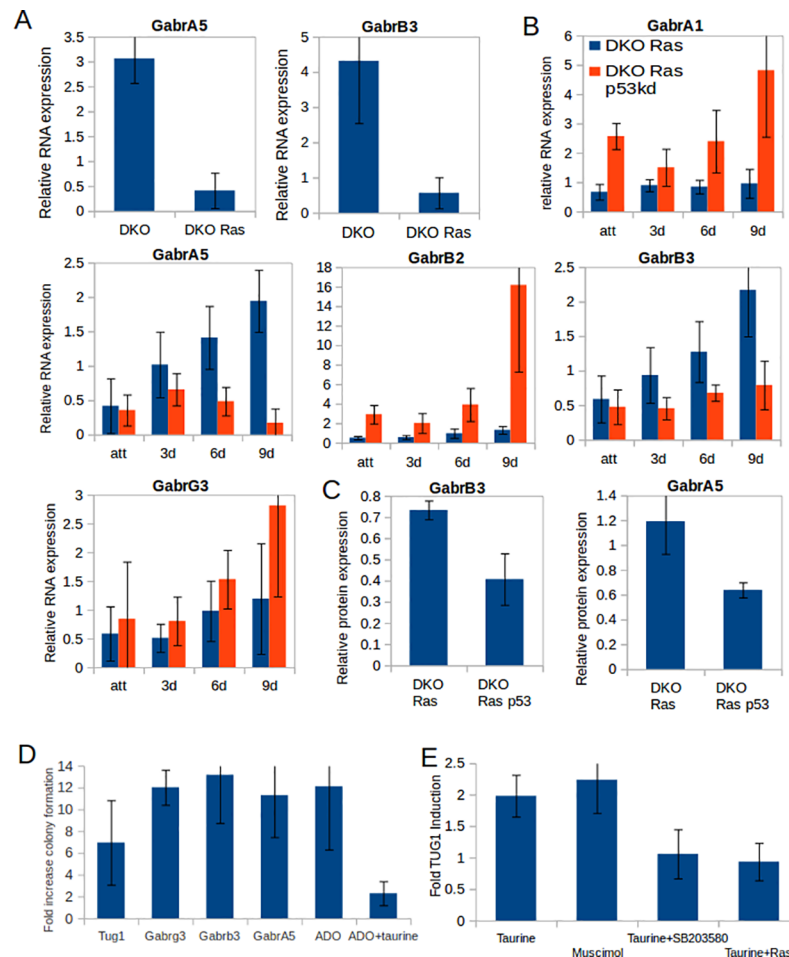 A
GabrA5
Relative RNA expression
3.5
3
2.5
2
1.5
1
0.5
0
DKO
DKO Ras
GabrB3
Relative RNA expression
5
4
3
2
1
0
DKO
DKO Ras
B
GabrA1
relative RNA expression
6
5
4
3
2
1
0
DKO Ras
DKO Ras
p53kd
att
3d
6d
9d
GabrA5
Relative RNA expression
2.5
2
1.5
1
0.5
0
att
3d
6d
9d
GabrB2
Relative RNA expression
18
16
14
12
10
8
6
4
2
0
att
3d
6d
9d
GabrB3
Relative RNA expression
2.5
2
1.5
1
0.5
0
att
3d
6d
9d
GabrG3
Relative RNA expression
3
2.5
2
1.5
1
0.5
0
att
3d
6d
9d
C
GabrB3
Relative protein expression
0.8
0.7
0.6
0.5
0.4
0.3
0.2
0.1
0
DKO
Ras
DKO
Ras p53
GabrA5
Relative protein expression
1.4
1.2
1
0.8
0.6
0.4
0.2
0
DKO
Ras
DKO
Ras p53
D
Fold increase colony formation
14
12
10
8
6
4
2
0
Tug1
Gabrg3
Gabrb3
GabrA5
ADO
ADO+taurine
E
Fold TUG1 Induction
2.5
2
1.5
1
0.5
0
Taurine
Muscimol
Taurine+SB203580
Taurine+Ras